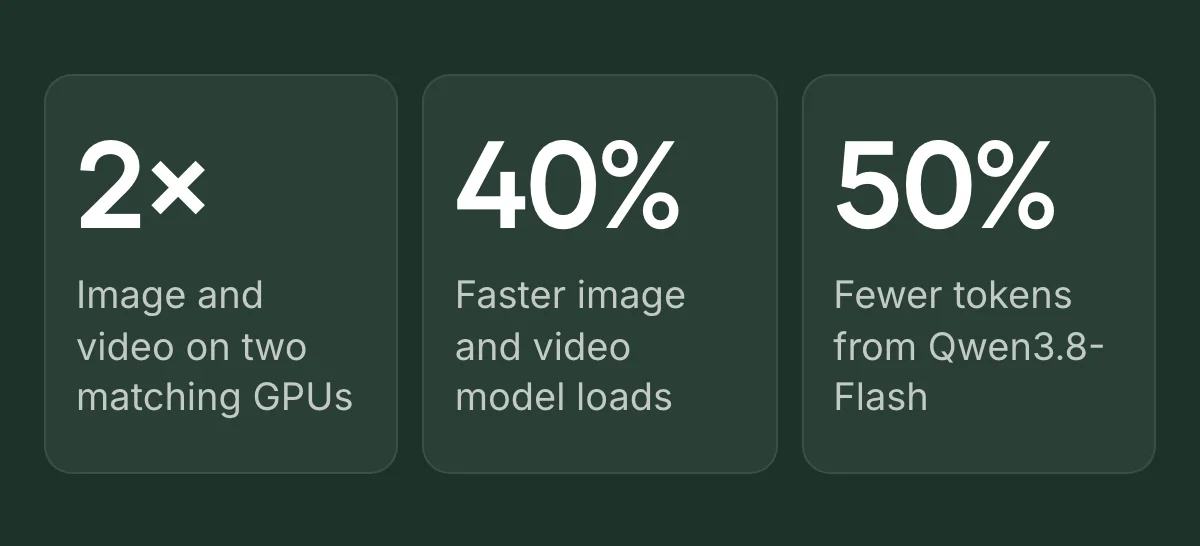 2×
Image and
video on two
matching GPUs
40%
Faster image
and video
model loads
50%
Fewer tokens
from Qwen3.8-
Flash